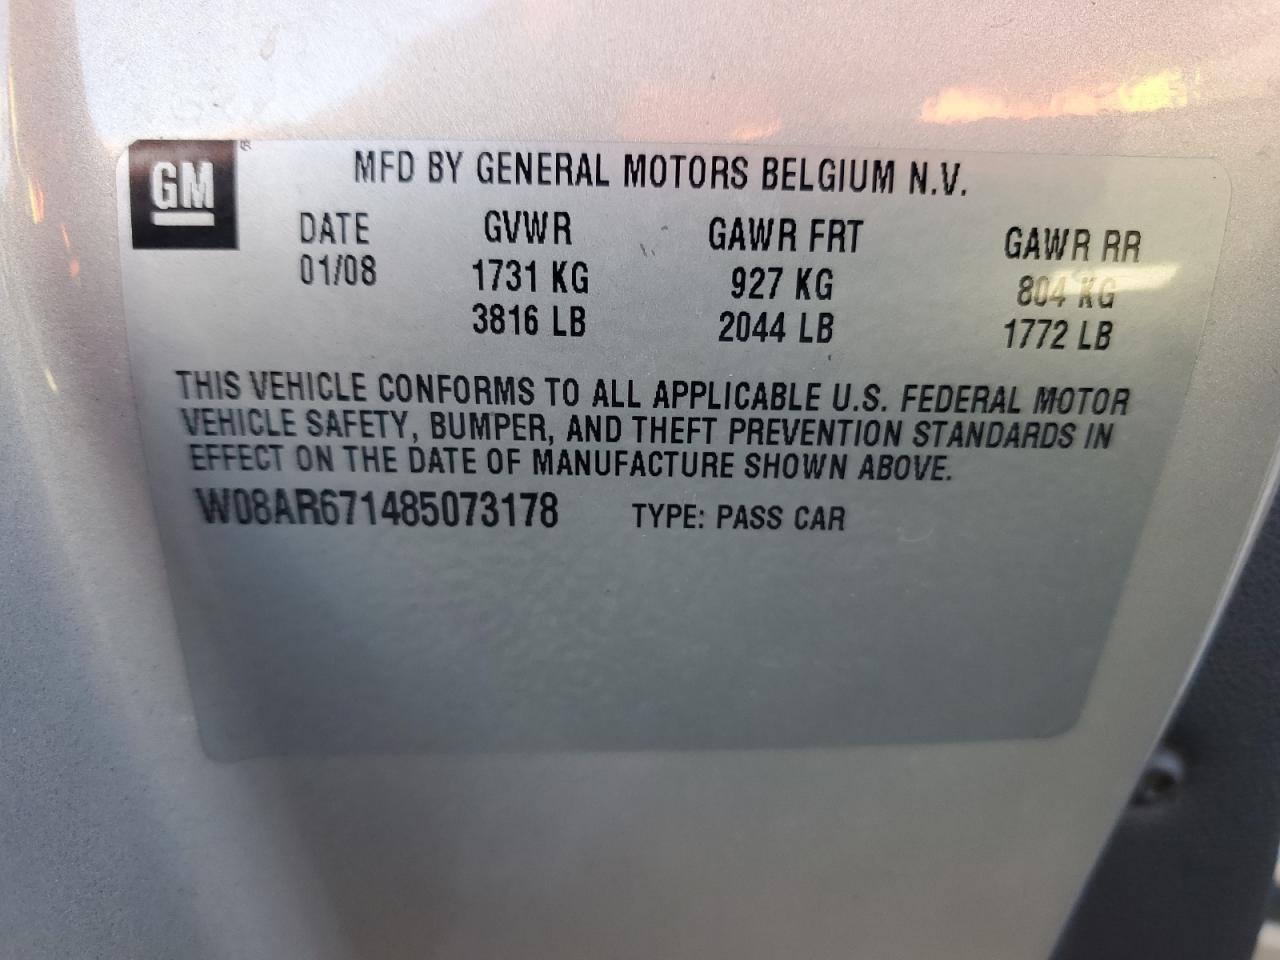 GM ®
MFD BY GENERAL MOTORS BELGIUM N.V.
DATE GVWR GAWR FRT GAWR RR
01/08 1731 KG 927 KG 804 KG
3816 LB 2044 LB 1772 LB
THIS VEHICLE CONFORMS TO ALL APPLICABLE U.S. FEDERAL MOTOR
VEHICLE SAFETY, BUMPER, AND THEFT PREVENTION STANDARDS IN
EFFECT ON THE DATE OF MANUFACTURE SHOWN ABOVE.
W08AR671485073178 TYPE: PASS CAR